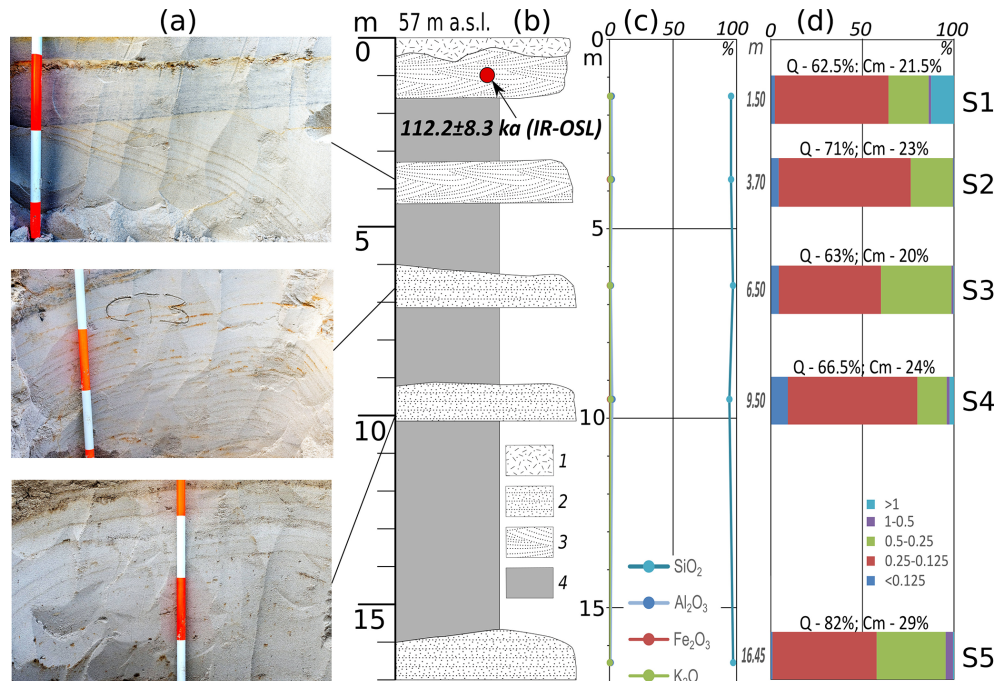 (a)
m
57 m a.s.l.
(b)
(c)
(d)
0
5
10
m
15
112.2±8.3 ka (IR-OSL)
1
2
3
4
0
100
%
0
m
5
10
15
SiO₂
Al₂O₃
Fe₂O₃
K₂O
0
50
100
m
%
Q - 62.5%; Cm - 21.5%
1.50
S1
Q - 71%; Cm - 23%
3.70
S2
Q - 63%; Cm - 20%
6.50
S3
Q - 66.5%; Cm - 24%
9.50
S4
>1
1-0.5
0.5-0.25
0.25-0.125
<0.125
Q - 82%; Cm - 29%
16.45
S5
C
3
50